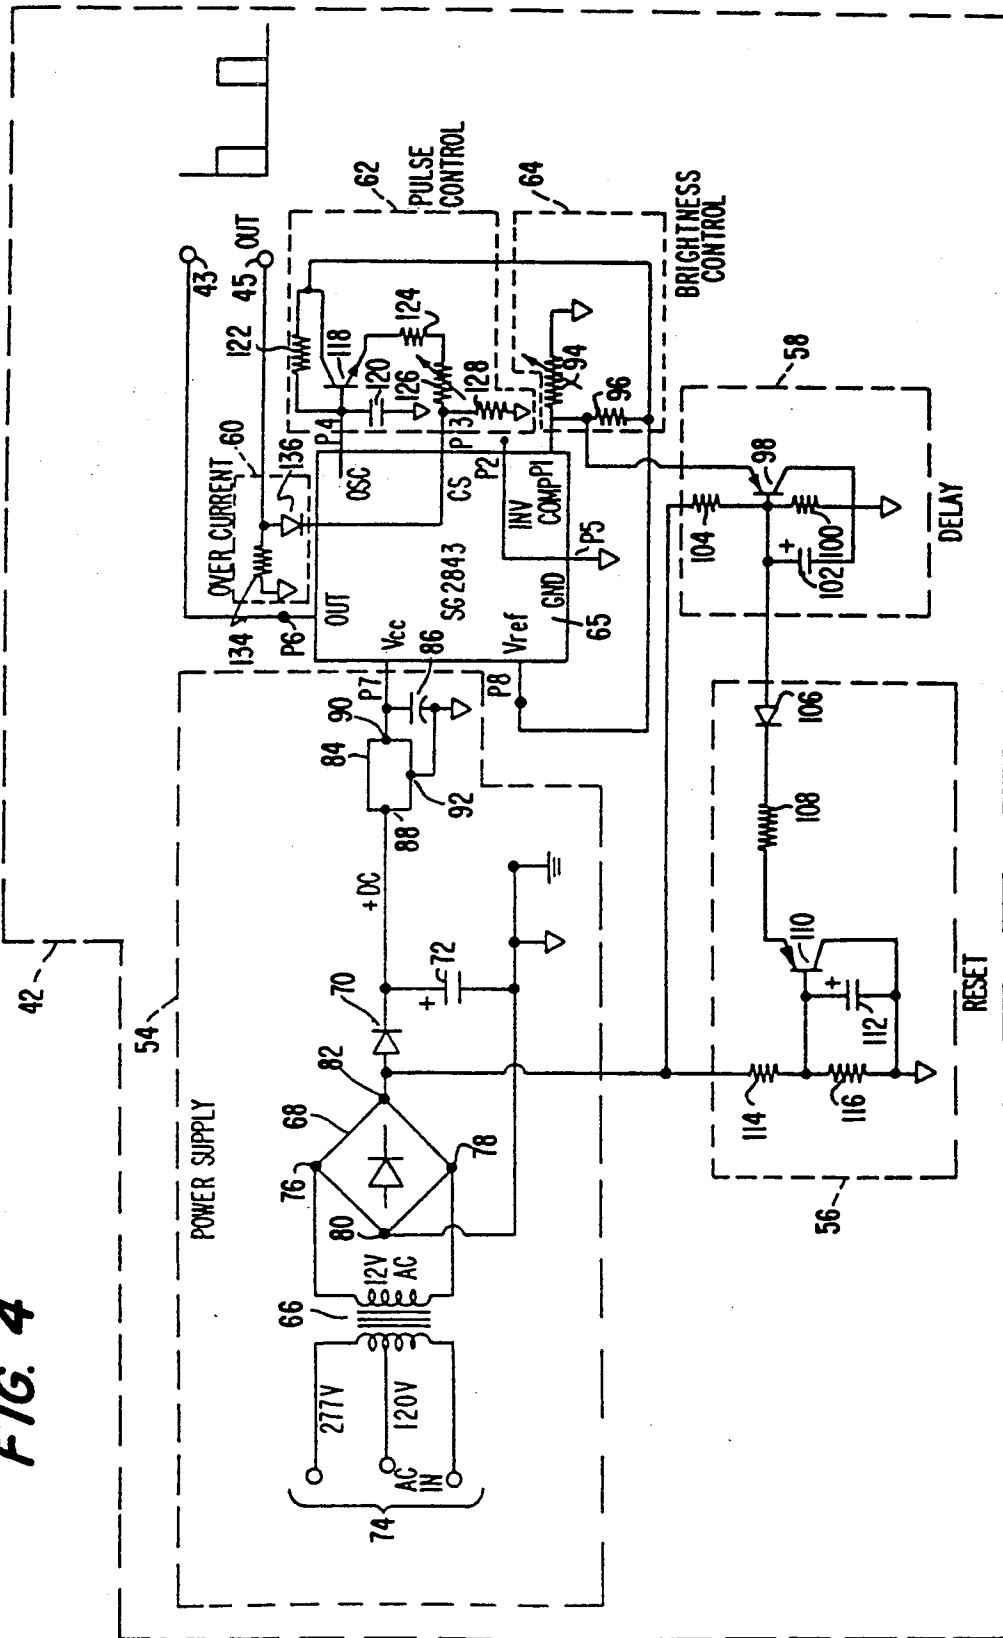 FIG. 4
42
54
POWER SUPPLY
74
277V
120V
AC
IN
66
12V
AC
76
68
80
78
82
70
72
+
+DC
84
88
90
92
86
P7
Vcc
P8
Vref
SG2843
65
GND
P5
OUT
P6
134
OVER CURRENT
60
136
43
45
OUT
OSC
P4
CS
P3
INV
P2
COMP
P1
122
118
120
124
126
128
62
PULSE
CONTROL
64
94
96
BRIGHTNESS
CONTROL
58
104
98
100
102
+
DELAY
56
114
116
112
+
110
108
106
RESET